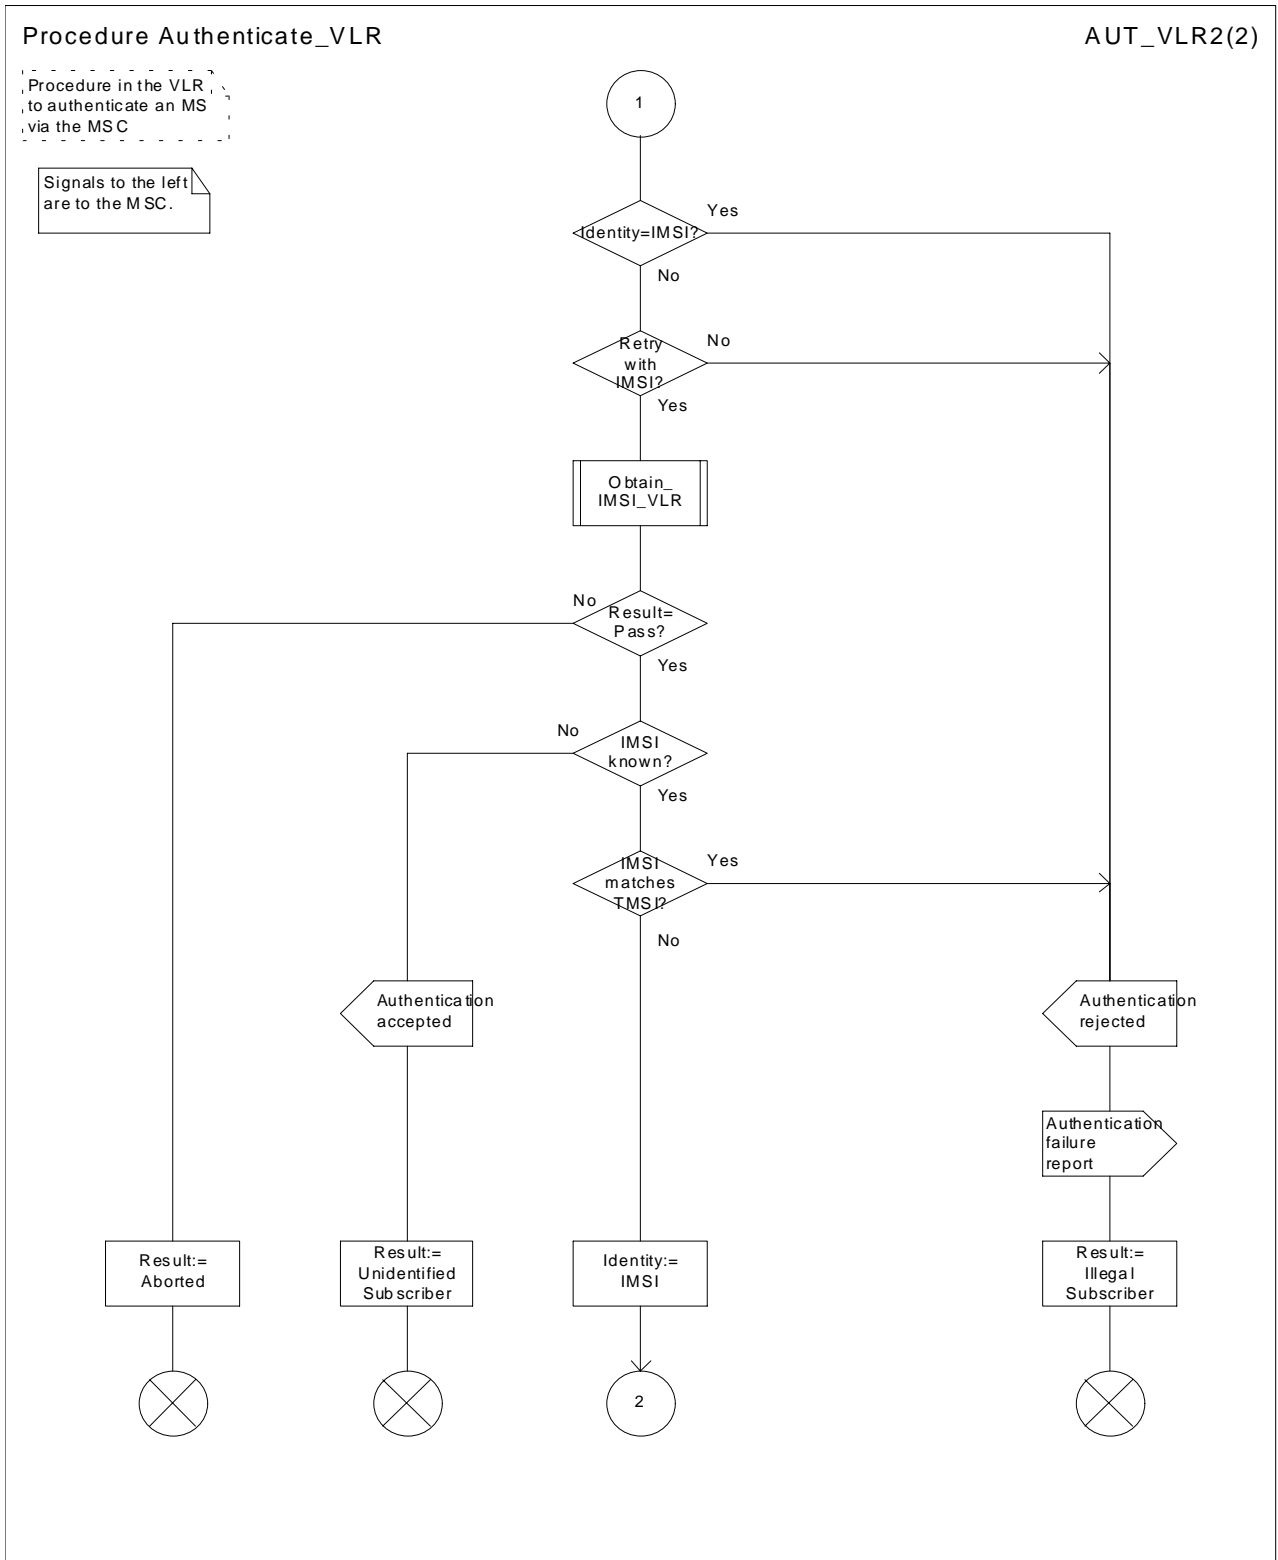 Procedure Authenticate_VLR
AUT_VLR2(2)
Procedure in the VLR
to authenticate an MS
via the MSC
1
Signals to the left
are to the MSC.
Yes
Identity=IMSI?
No
No
Retry
with
IMSI?
Yes
Obtain_
IMSI_VLR
No
Result=
Pass?
Yes
No
IMSI
known?
Yes
Yes
IMSI
matches
TMSI?
No
Authentication
accepted
Authentication
rejected
Authentication
failure
report
Result:=
Aborted
Result:=
Unidentified
Subscriber
Identity:=
IMSI
Result:=
Illegal
Subscriber
2